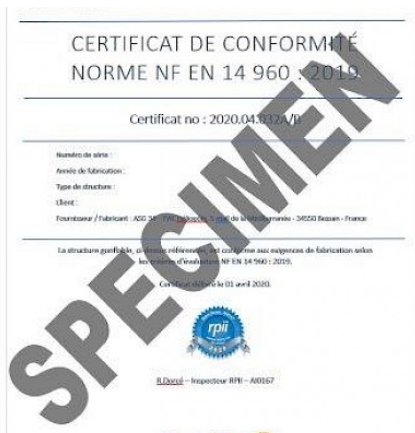 CERTIFICAT DE CONFORMITÉ
NORME NF EN 14 960 : 2019
Certificat no : 2020.04.032A/B
Numéro de série :
Année de fabrication :
Type de structure :
Client :
Fournisseur / Fabricant : ASG 34 - 34550 Bessan - France
La structure gonflable, ci-dessus référencée, est conforme aux exigences de fabrication selon
les critères d'évaluation NF EN 14 960 : 2019.
Certificat délivré le 01 avril 2020.
rpii
R.Dorcé – Inspecteur RPII – AI0167
SPECIMEN